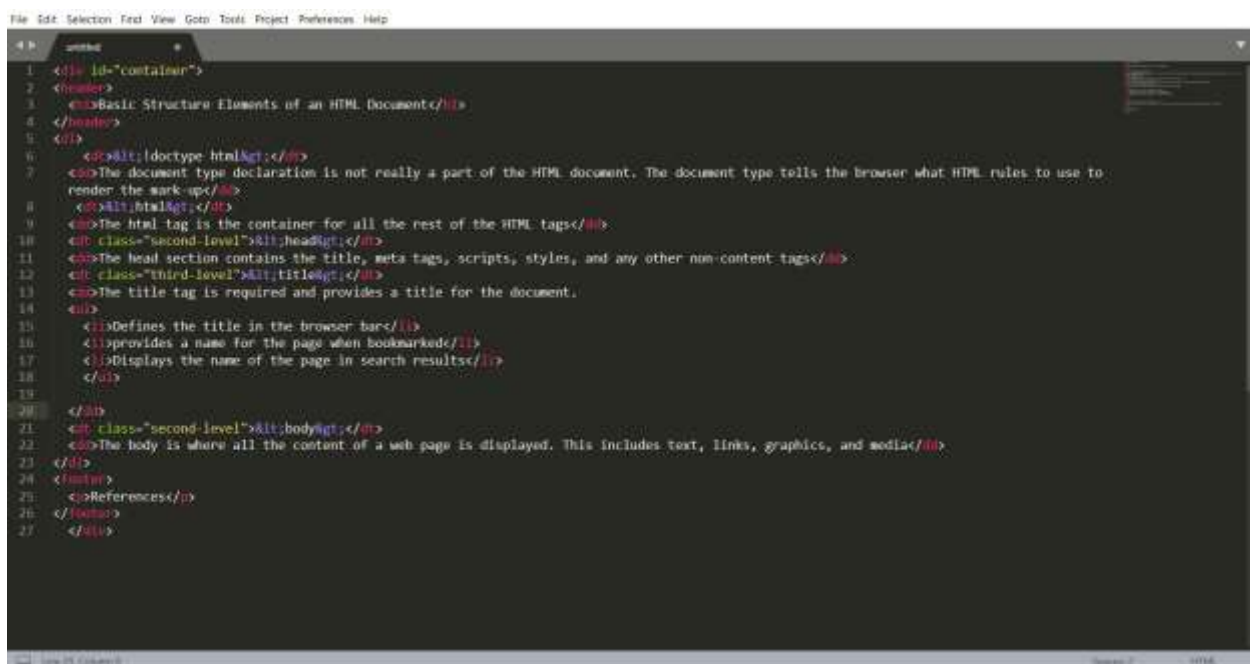 File Edit Selection Find View Goto Tools Project Preferences Help
untitled
1 <div id="container">
2 <header>
3 <h1>Basic Structure Elements of an HTML Document</h1>
4 </header>
5 <dl>
6 <dt>&lt;!doctype html&gt;</dt>
7 <dd>The document type declaration is not really a part of the HTML document. The document type tells the browser what HTML rules to use to
render the mark-up</dd>
8 <dt>&lt;html&gt;</dt>
9 <dd>The html tag is the container for all the rest of the HTML tags</dd>
10 <dt class="second-level">&lt;head&gt;</dt>
11 <dd>The head section contains the title, meta tags, scripts, styles, and any other non-content tags</dd>
12 <dt class="third-level">&lt;title&gt;</dt>
13 <dd>The title tag is required and provides a title for the document.
14 <ul>
15 <li>Defines the title in the browser bar</li>
16 <li>provides a name for the page when bookmarked</li>
17 <li>Displays the name of the page in search results</li>
18 </ul>
19
20 </dd>
21 <dt class="second-level">&lt;body&gt;</dt>
22 <dd>The body is where all the content of a web page is displayed. This includes text, links, graphics, and media</dd>
23 </dl>
24 <footer>
25 <p>References</p>
26 </footer>
27 </div>
HTML